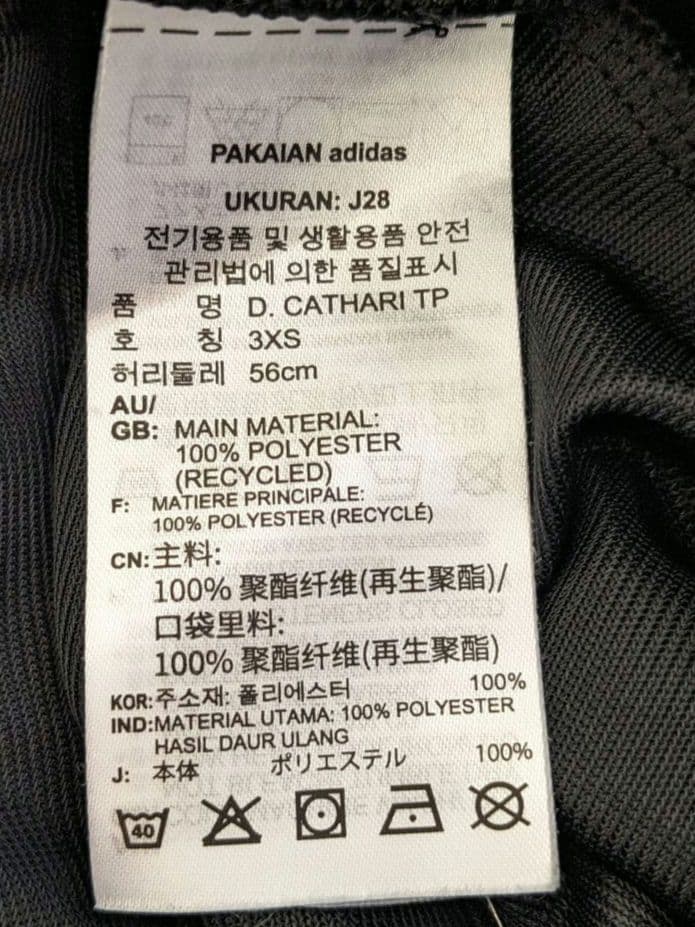 PAKAIAN adidas
UKURAN: J28
전기용품 및 생활용품 안전
관리법에 의한 품질표시
품 명 D. CATHARI TP
호 칭 3XS
허리둘레 56cm
AU/
GB: MAIN MATERIAL:
100% POLYESTER
(RECYCLED)
F: MATIERE PRINCIPALE:
100% POLYESTER (RECYCLÉ)
CN: 主料:
100% 聚酯纤维(再生聚酯)/
口袋里料:
100% 聚酯纤维(再生聚酯)
KOR: 주소재: 폴리에스터 100%
IND: MATERIAL UTAMA: 100% POLYESTER
HASIL DAUR ULANG
J: 本体 ポリエステル 100%
40